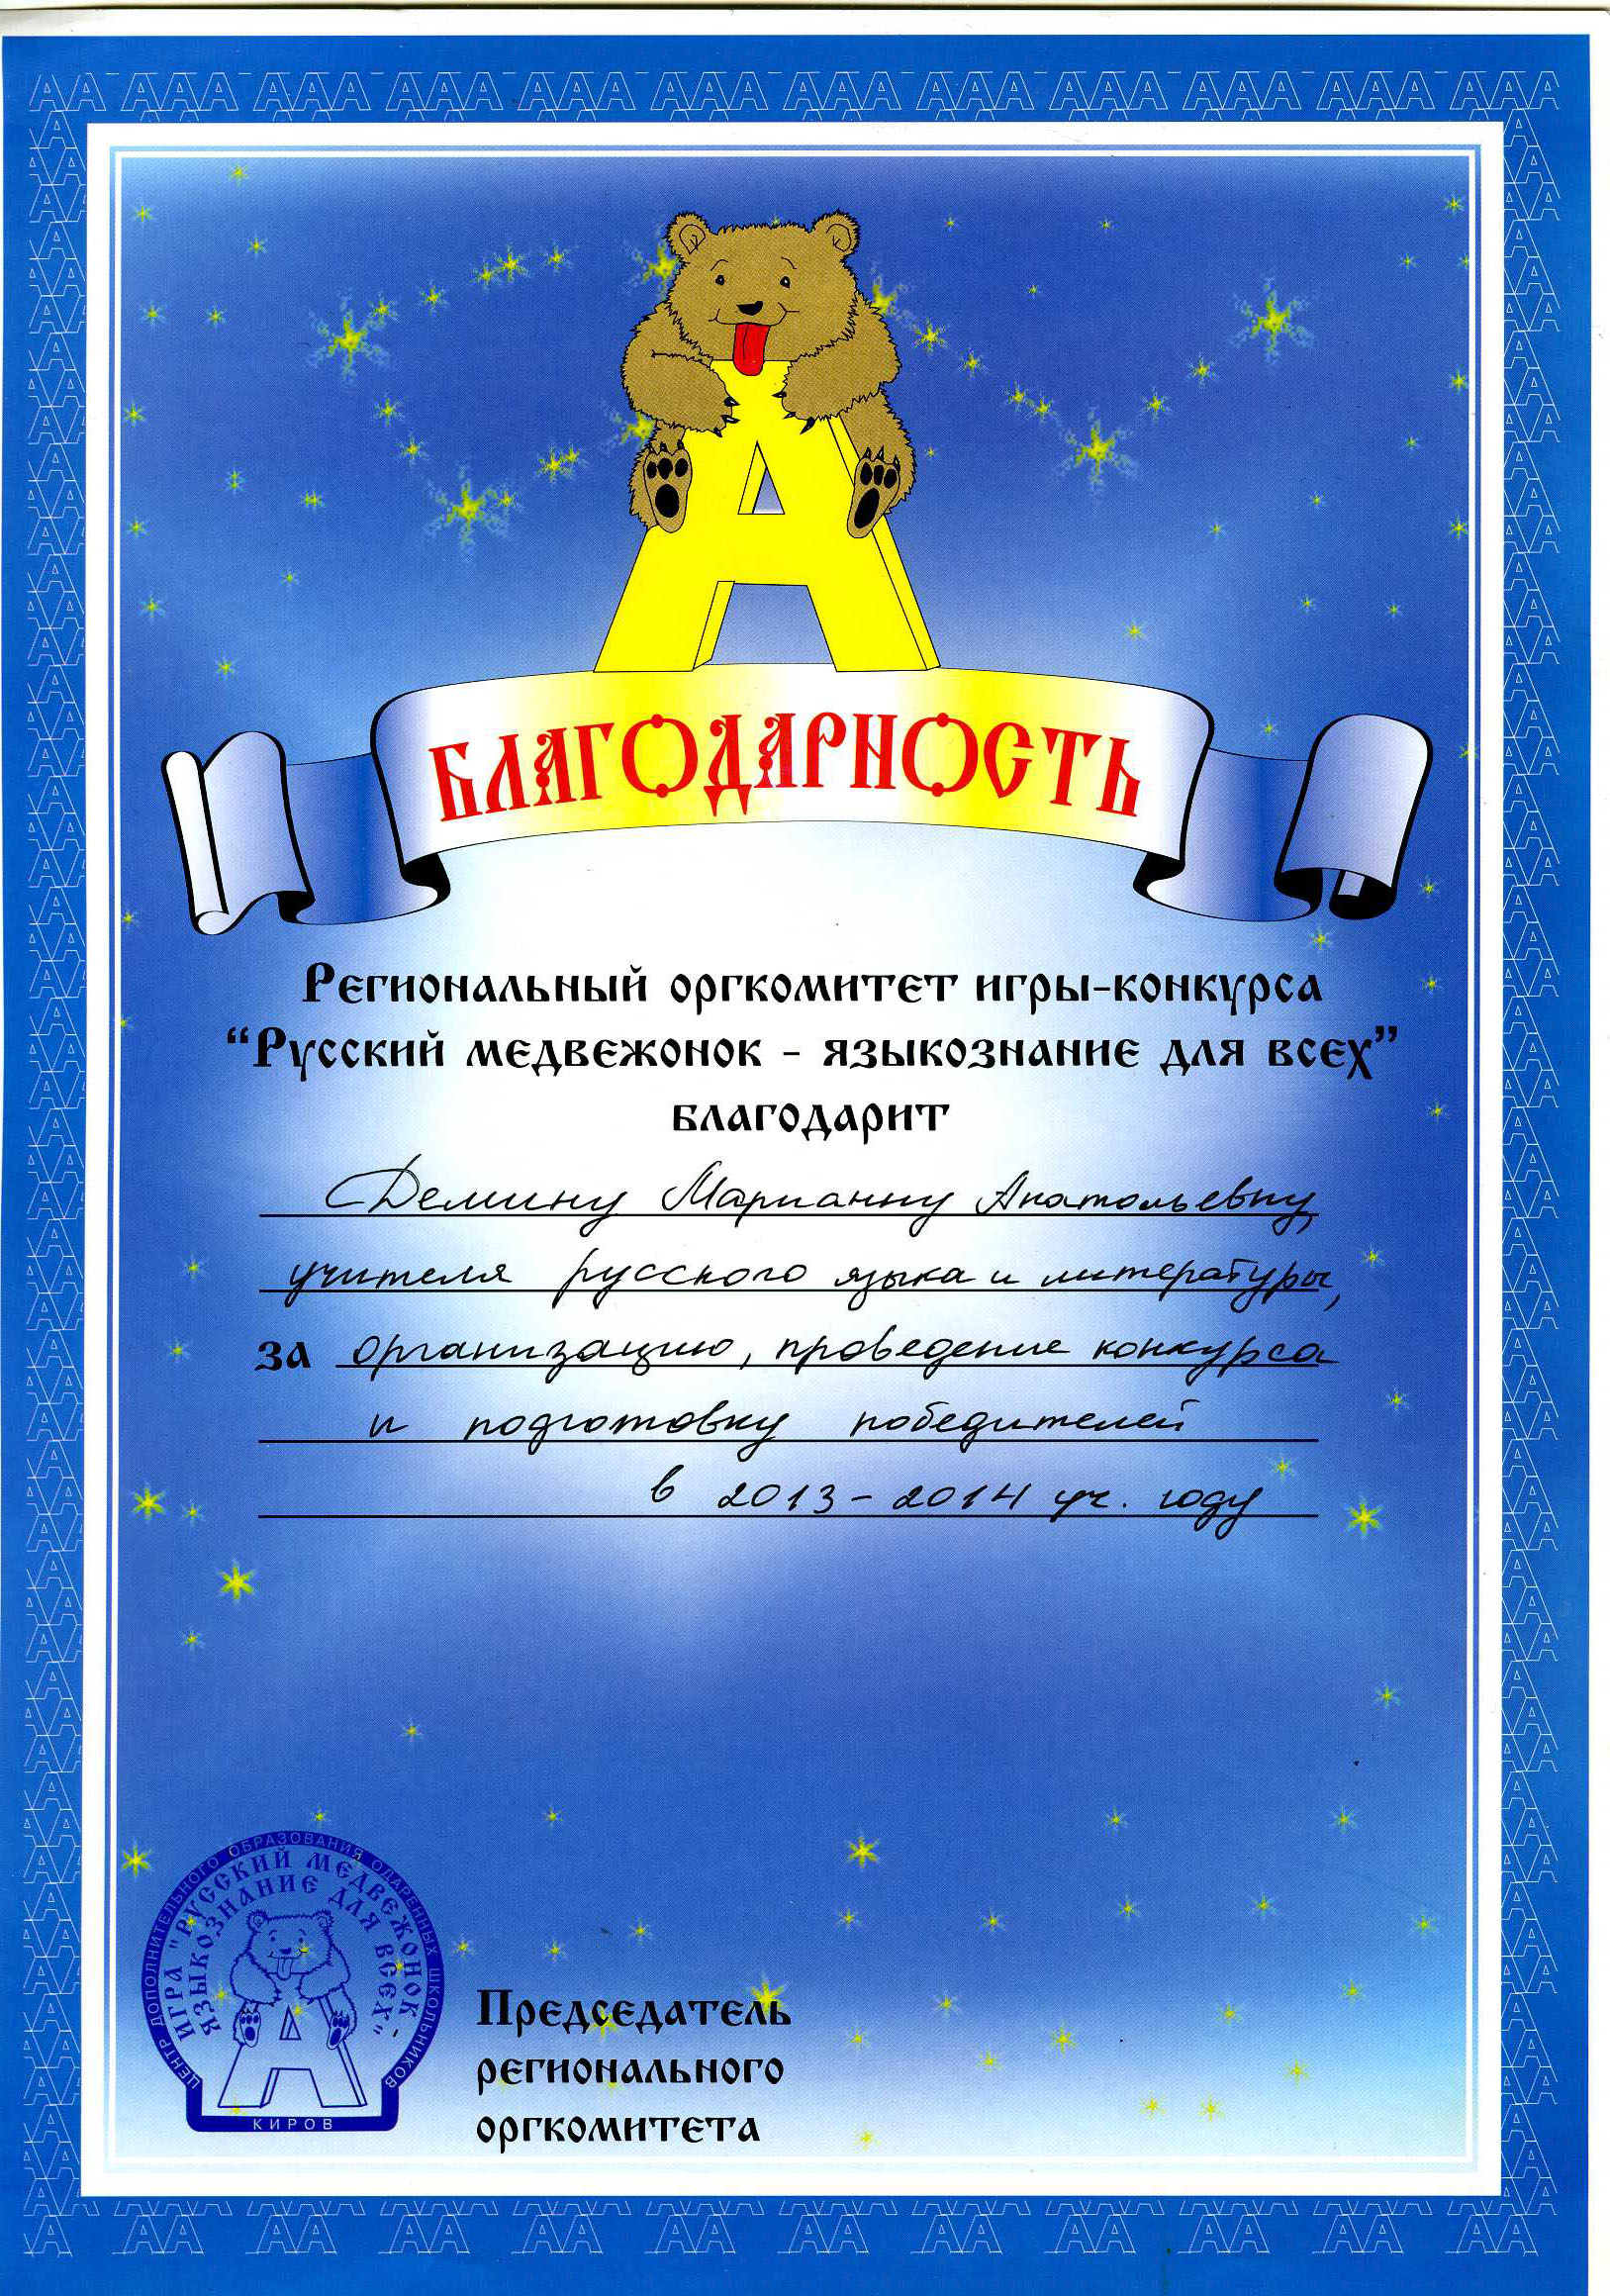 БЛАГОДАРНОСТЬ
Региональный оргкомитет игры-конкурса
“Русский медвежонок - языкознание для всех”
благодарит
Демину Марианну Анатольевну,
учителя русского языка и литературы,
за организацию, проведение конкурса
и подготовку победителей
в 2013-2014 уч. году
ЦЕНТР ДОПОЛНИТЕЛЬНОГО ОБРАЗОВАНИЯ ОДАРЕННЫХ ШКОЛЬНИКОВ
ИГРА "РУССКИЙ МЕДВЕЖОНОК -
ЯЗЫКОЗНАНИЕ ДЛЯ ВСЕХ"
КИРОВ
Председатель
регионального
оргкомитета